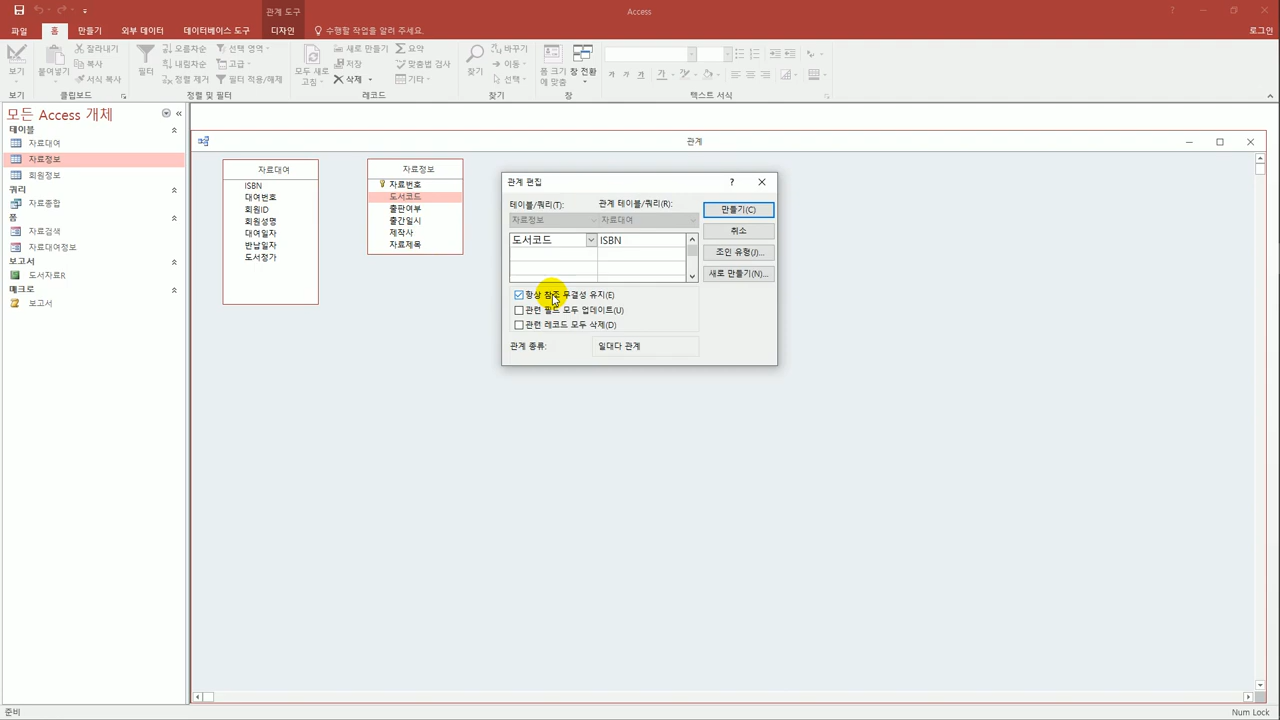 관계 도구
Access
파일
홈
만들기
외부 데이터
데이터베이스 도구
디자인
수행할 작업을 알려 주세요.
로그인
보기
붙여넣기
잘라내기
복사
서식 복사
필터
오름차순
내림차순
정렬 제거
선택 영역
고급
필터 적용/해제
모두 새로 고침
새로 만들기
저장
삭제
요약
맞춤법 검사
기타
찾기
바꾸기
이동
선택
폼 크기에 맞춤
창 전환
가 가 가 가
보기
클립보드
정렬 및 필터
레코드
찾기
창
텍스트 서식
모든 Access 개체
테이블
자료대여
자료정보
회원정보
쿼리
자료종합
폼
자료검색
자료대여정보
보고서
도서자료R
매크로
보고서
관계
자료대여
ISBN
대여번호
회원ID
회원성명
대여일자
반납일자
도서정가
자료정보
자료번호
도서코드
출판여부
출간일시
제작사
자료제목
관계 편집
?
테이블/쿼리(T):
관계 테이블/쿼리(R):
자료정보
자료대여
도서코드
ISBN
항상 참조 무결성 유지(E)
관련 필드 모두 업데이트(U)
관련 레코드 모두 삭제(D)
관계 종류:
일대다 관계
만들기(C)
취소
조인 유형(J)...
새로 만들기(N)...
준비
Num Lock